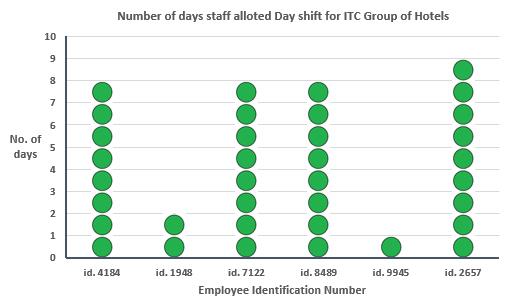 Number of days staff alloted Day shift for ITC Group of Hotels
10
9
8
7
6
5
4
3
2
1
0
No. of
days
id. 4184 id. 1948 id. 7122 id. 8489 id. 9945 id. 2657
Employee Identification Number